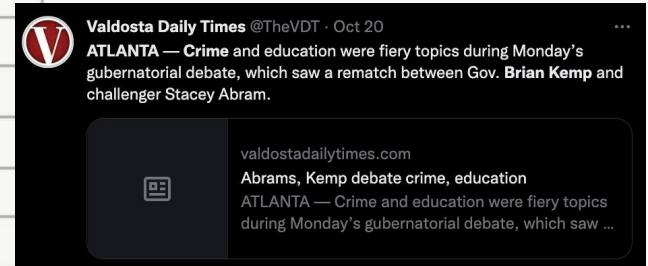 V
Valdosta Daily Times @TheVDT · Oct 20 ...
ATLANTA — Crime and education were fiery topics during Monday's
gubernatorial debate, which saw a rematch between Gov. Brian Kemp and
challenger Stacey Abram.
valdostadailytimes.com
Abrams, Kemp debate crime, education
ATLANTA — Crime and education were fiery topics
during Monday's gubernatorial debate, which saw ...